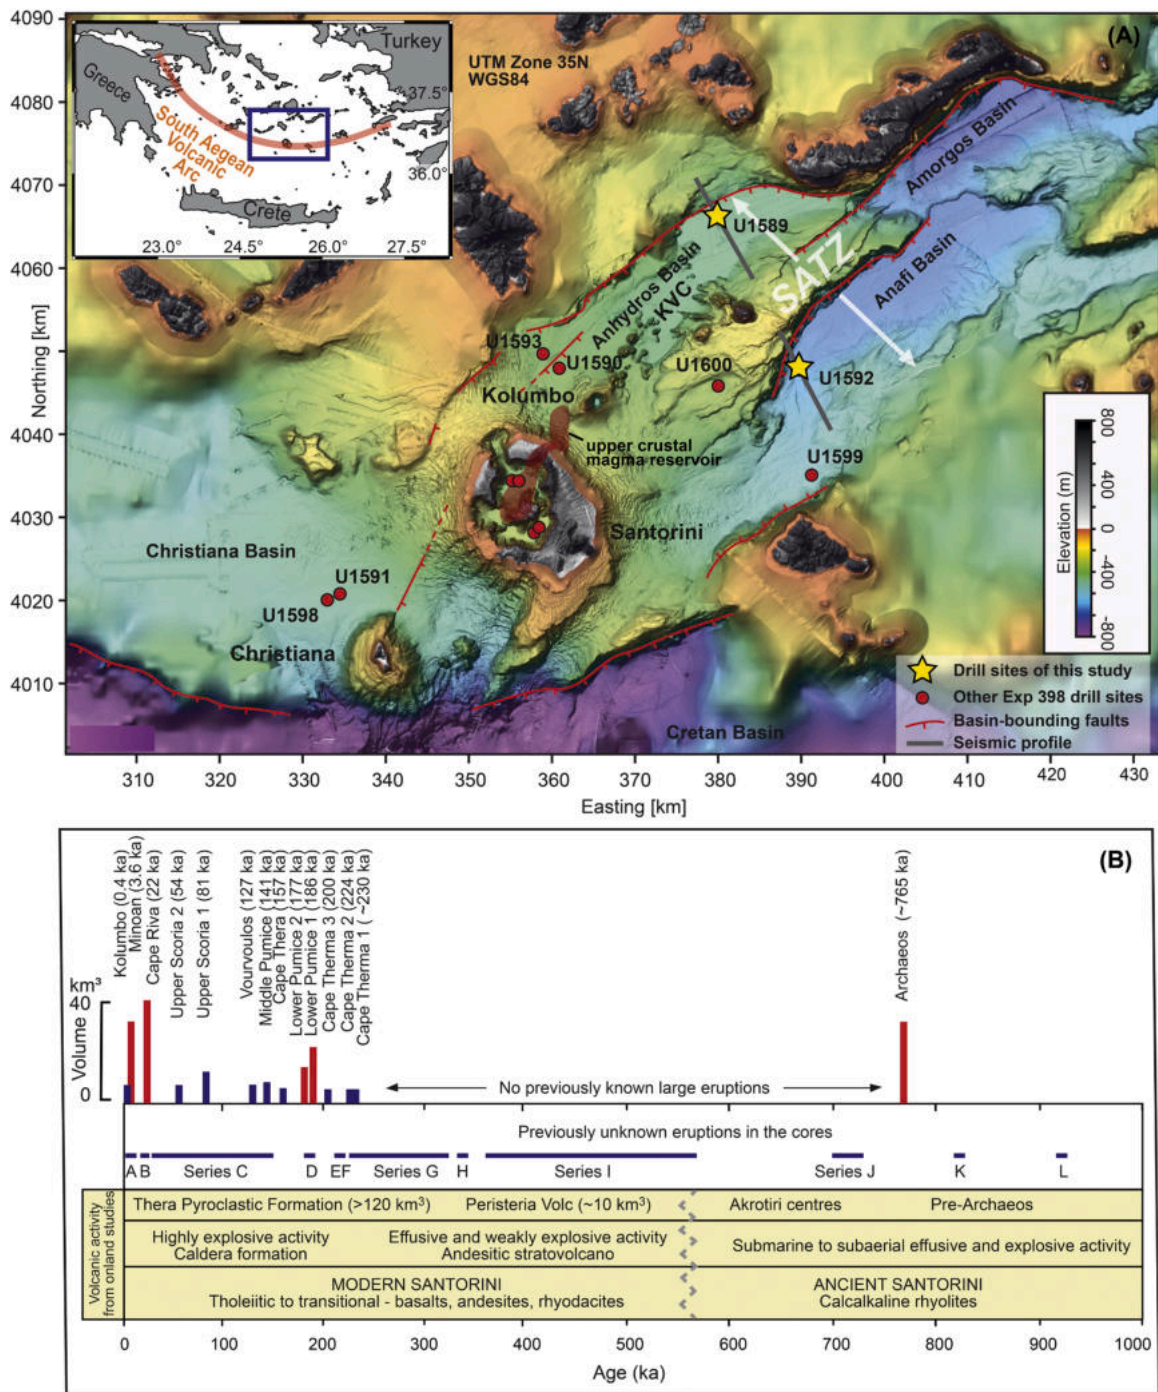 (A)
4090
4080
4070
4060
4050
4040
4030
4020
4010
Northing [km]
Greece
Turkey
South Aegean
Volcanic
Arc
Crete
37.5°
36.0°
23.0°
24.5°
26.0°
27.5°
UTM Zone 35N
WGS84
Amorgos Basin
Anafi Basin
Anhydros Basin
KVC
SATZ
U1589
U1593
U1590
U1600
U1592
U1599
Kolumbo
upper crustal
magma reservoir
Santorini
Christiana Basin
U1591
U1598
Christiana
Cretan Basin
800
400
0
-400
-800
Elevation (m)
Drill sites of this study
Other Exp 398 drill sites
Basin-bounding faults
Seismic profile
310 320 330 340 350 360 370 380 390 400 410 420 430
Easting [km]
(B)
Kolumbo (0.4 ka)
Minoan (3.6 ka)
Cape Riva (22 ka)
Upper Scoria 2 (54 ka)
Upper Scoria 1 (81 ka)
Vourvoulos (127 ka)
Middle Pumice (141 ka)
Cape Thera (157 ka)
Lower Pumice 2 (177 ka)
Lower Pumice 1 (186 ka)
Cape Therma 3 (200 ka)
Cape Therma 2 (224 ka)
Cape Therma 1 ( ~230 ka)
Archaeos (~765 ka)
km³
40
0
Volume
No previously known large eruptions
Previously unknown eruptions in the cores
A B Series C D EF Series G H Series I Series J K L
Volcanic activity
from onland studies
Thera Pyroclastic Formation (>120 km³) Peristeria Volc (~10 km³) Akrotiri centres Pre-Archaeos
Highly explosive activity
Caldera formation
Effusive and weakly explosive activity
Andesitic stratovolcano
Submarine to subaerial effusive and explosive activity
MODERN SANTORINI
Tholeiitic to transitional - basalts, andesites, rhyodacites
ANCIENT SANTORINI
Calcalkaline rhyolites
0 100 200 300 400 500 600 700 800 900 1000
Age (ka)